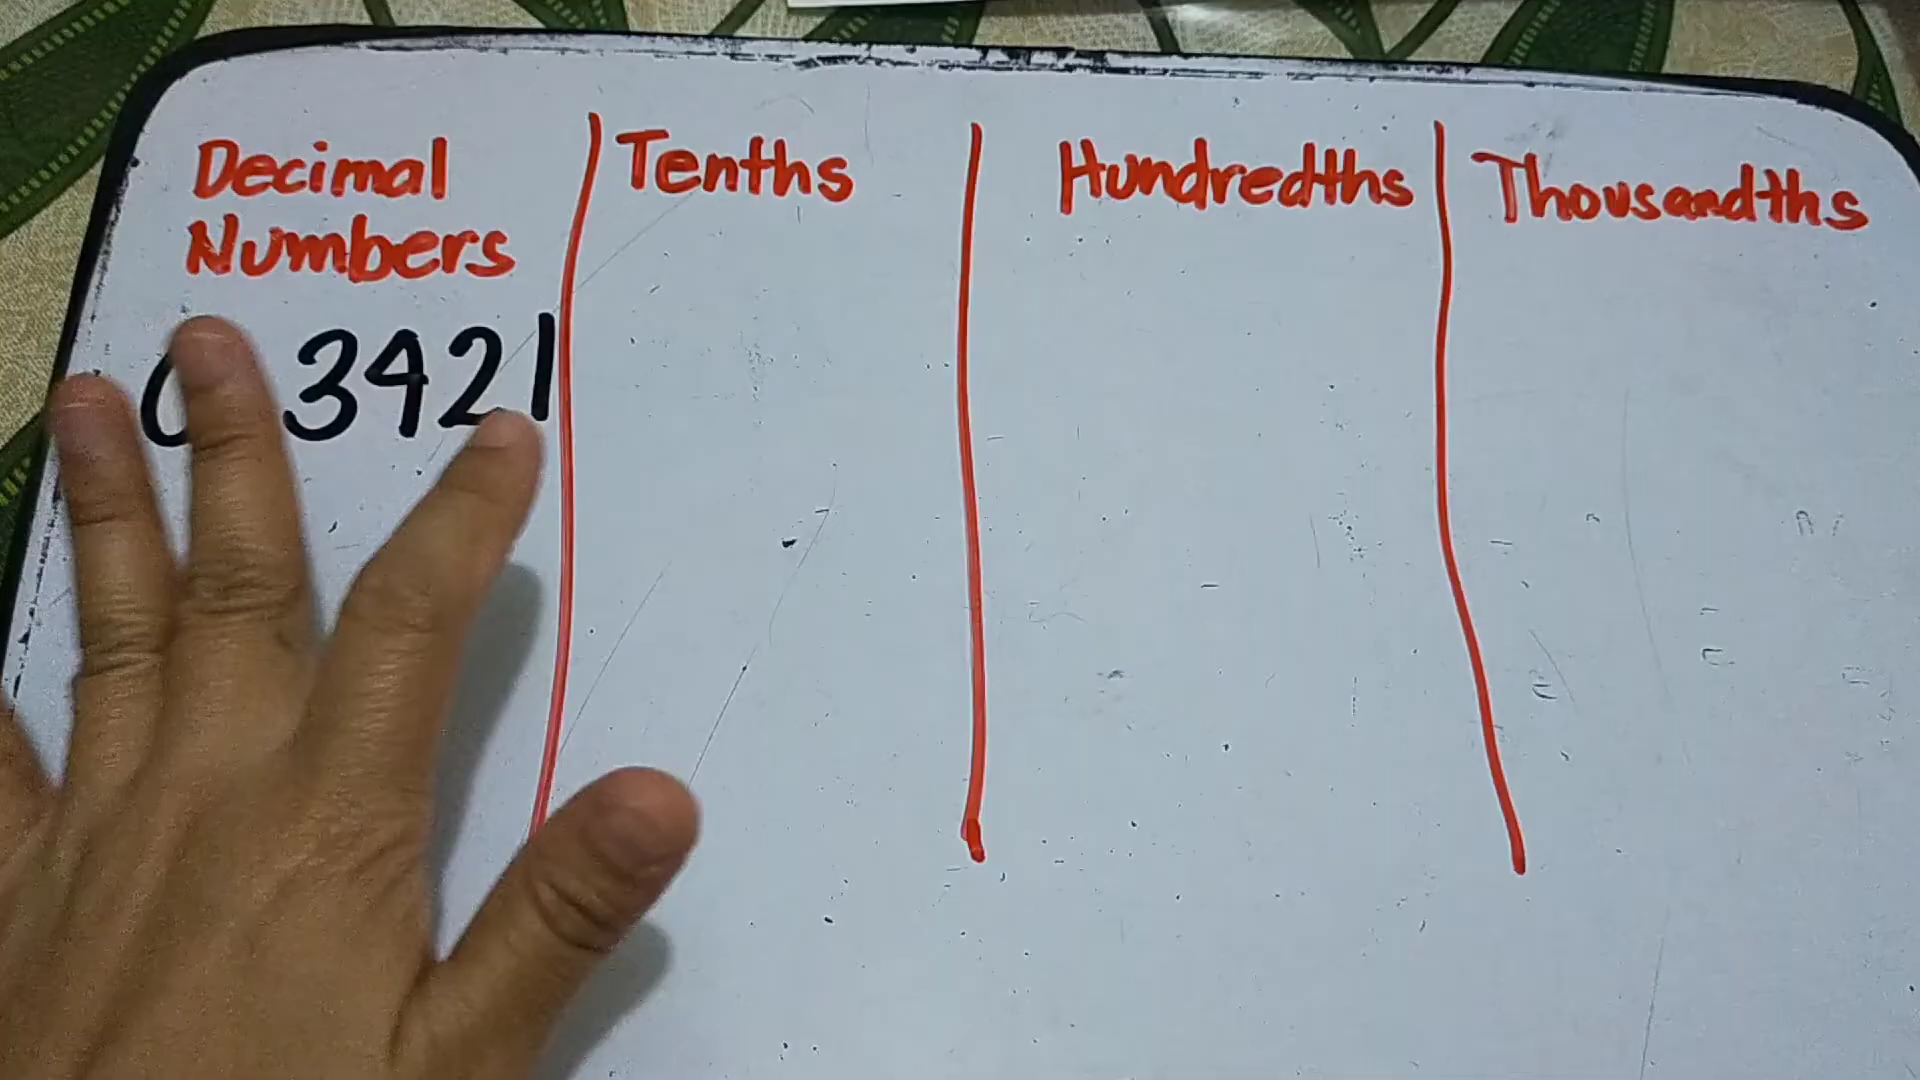 Decimal Numbers
Tenths
Hundredths
Thousandths
3421